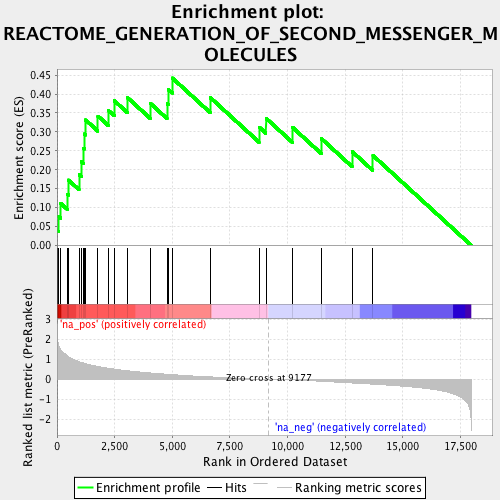 Enrichment plot:
REACTOME_GENERATION_OF_SECOND_MESSENGER_M
OLECULES
Enrichment score (ES)
0.45
0.40
0.35
0.30
0.25
0.20
0.15
0.10
0.05
0.00
'na_pos' (positively correlated)
Ranked list metric (PreRanked)
3
2
1
0
-1
-2
Zero cross at 9177
'na_neg' (negatively correlated)
0 2,500 5,000 7,500 10,000 12,500 15,000 17,500
Rank in Ordered Dataset
Enrichment profile Hits Ranking metric scores